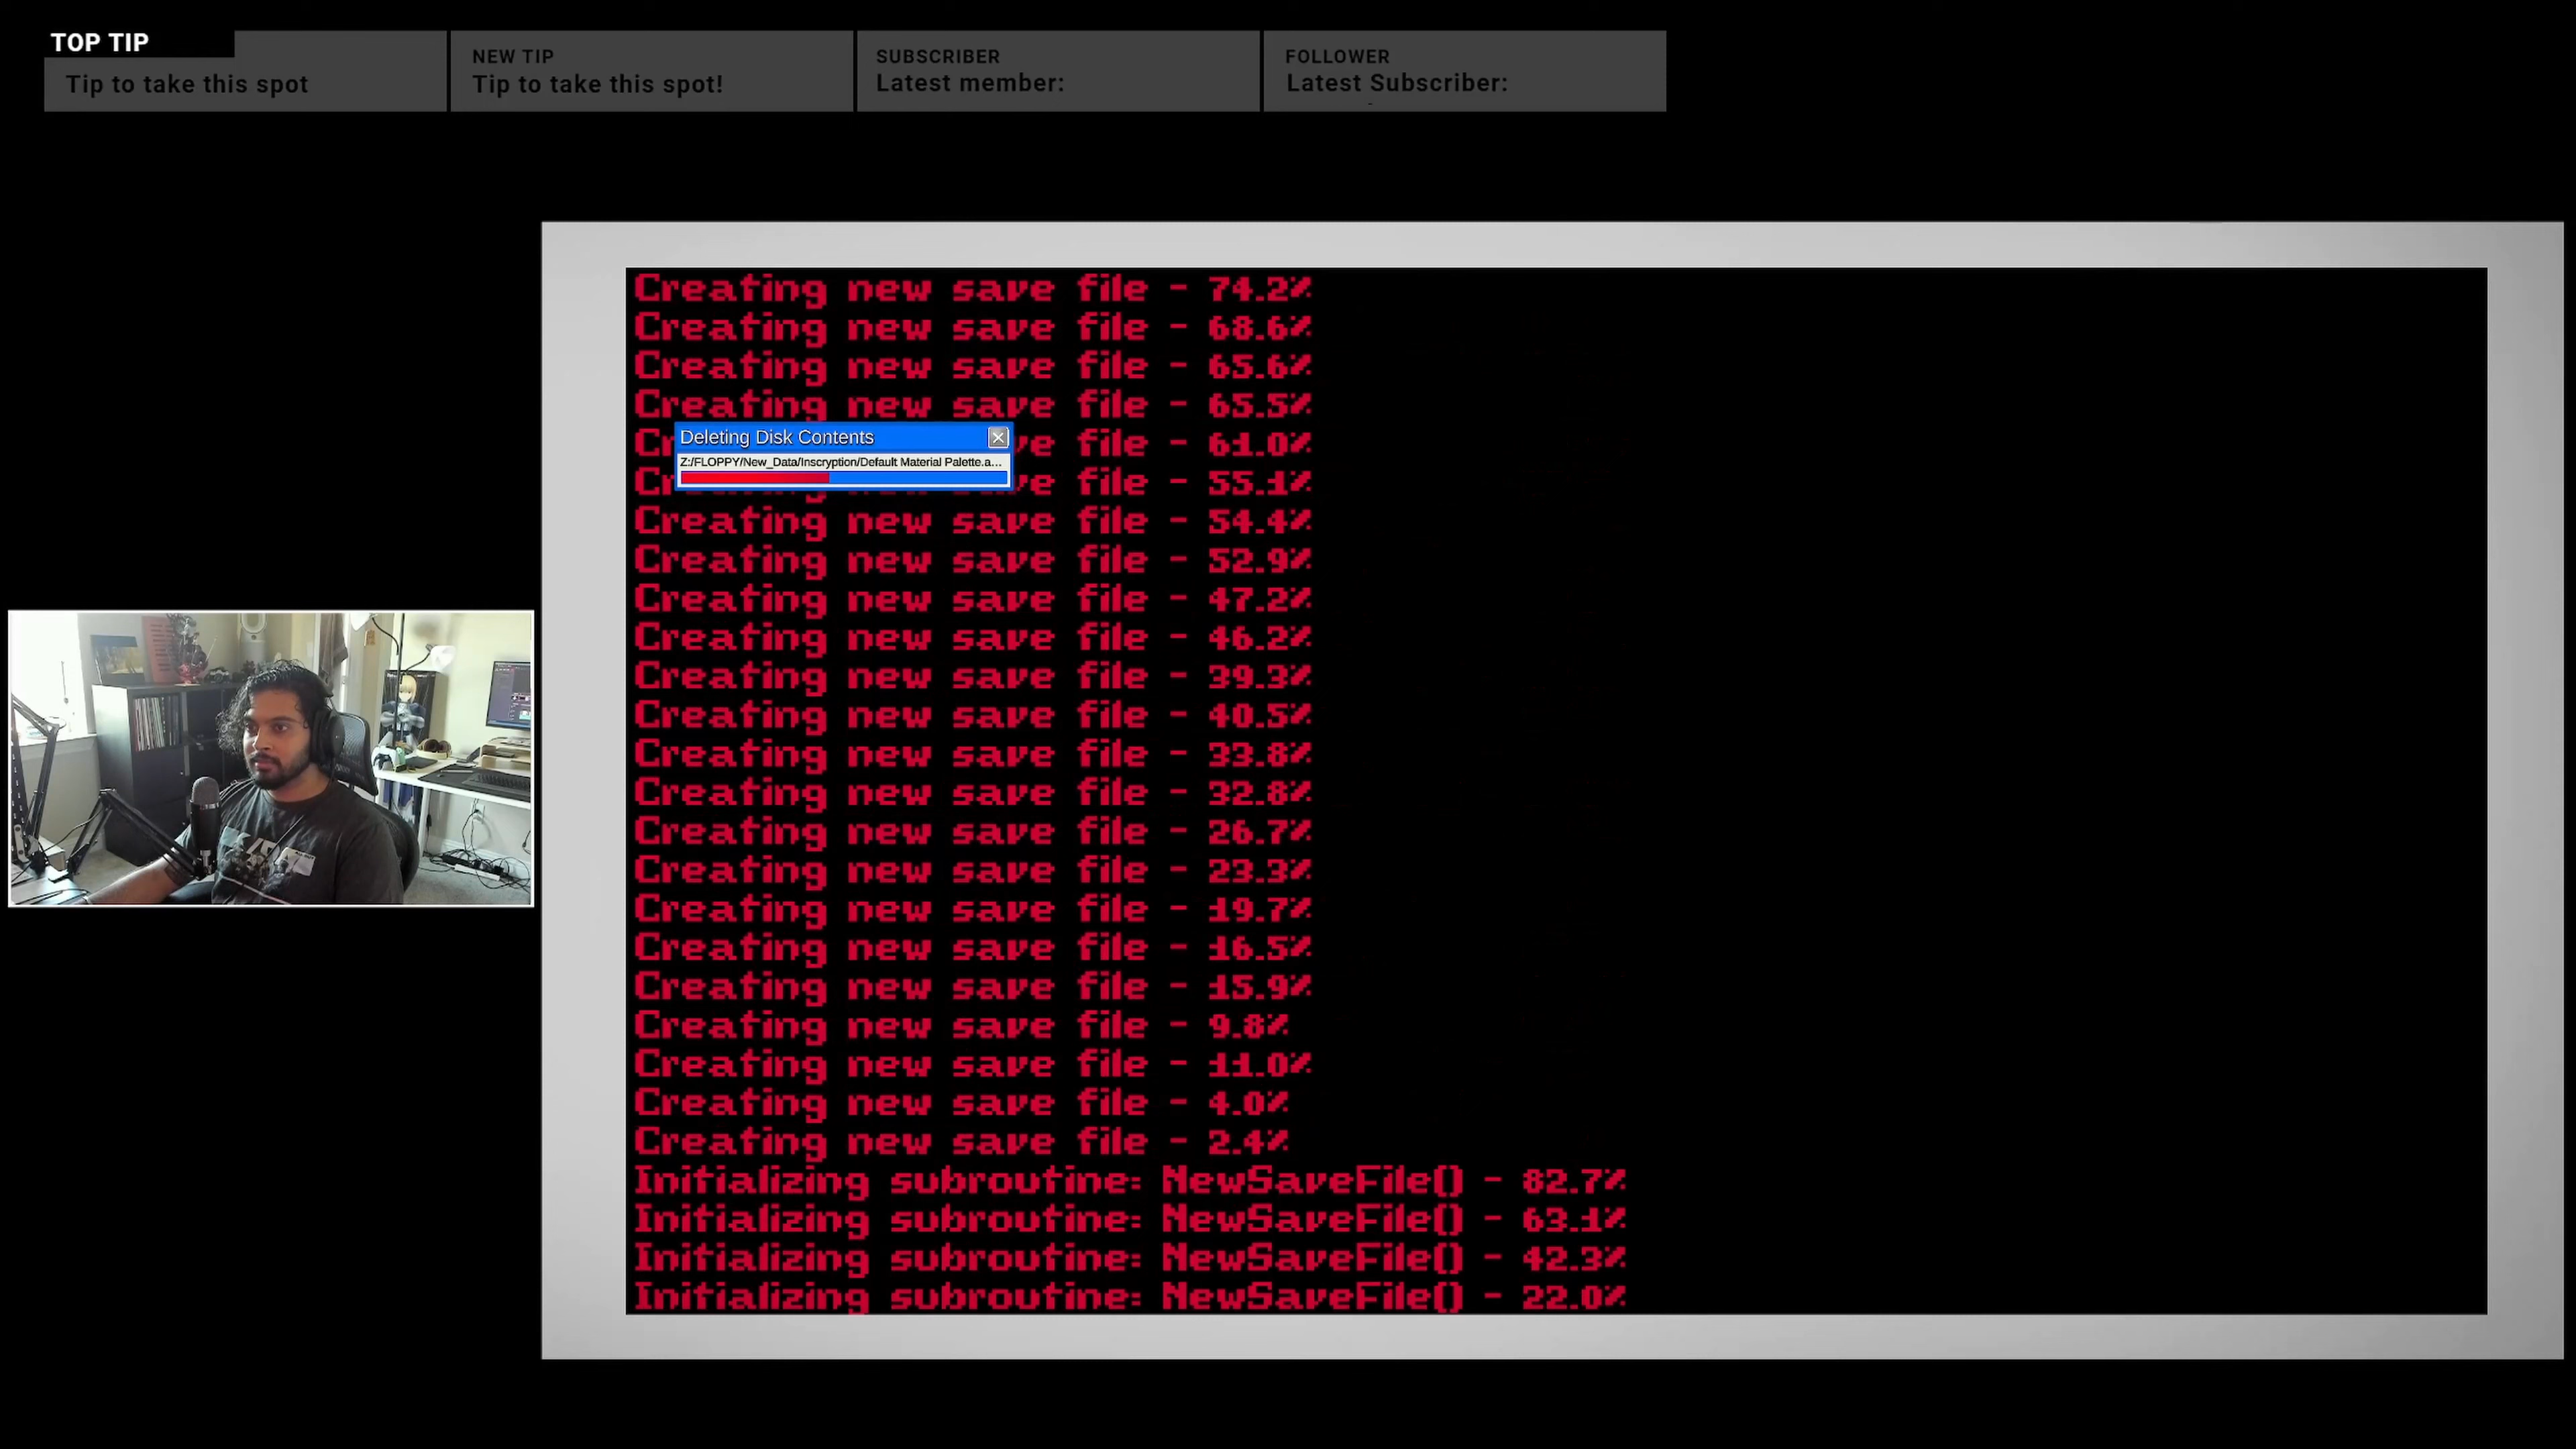 TOP TIP
Tip to take this spot
NEW TIP
Tip to take this spot!
SUBSCRIBER
Latest member:
FOLLOWER
Latest Subscriber:
Creating new save file - 74.2%
Creating new save file - 68.6%
Creating new save file - 65.6%
Creating new save file - 65.5%
Cr ve file - 61.0%
Deleting Disk Contents
Z:/FLOPPY/New_Data/Inscryption/Default Material Palette.a...
Cr ve file - 55.1%
Creating new save file - 54.4%
Creating new save file - 52.9%
Creating new save file - 47.2%
Creating new save file - 46.2%
Creating new save file - 39.3%
Creating new save file - 40.5%
Creating new save file - 33.8%
Creating new save file - 32.8%
Creating new save file - 26.7%
Creating new save file - 23.3%
Creating new save file - 19.7%
Creating new save file - 16.5%
Creating new save file - 15.9%
Creating new save file - 9.8%
Creating new save file - 11.0%
Creating new save file - 4.0%
Creating new save file - 2.4%
Initializing subroutine: NewSaveFile() - 82.7%
Initializing subroutine: NewSaveFile() - 63.1%
Initializing subroutine: NewSaveFile() - 42.3%
Initializing subroutine: NewSaveFile() - 22.0%